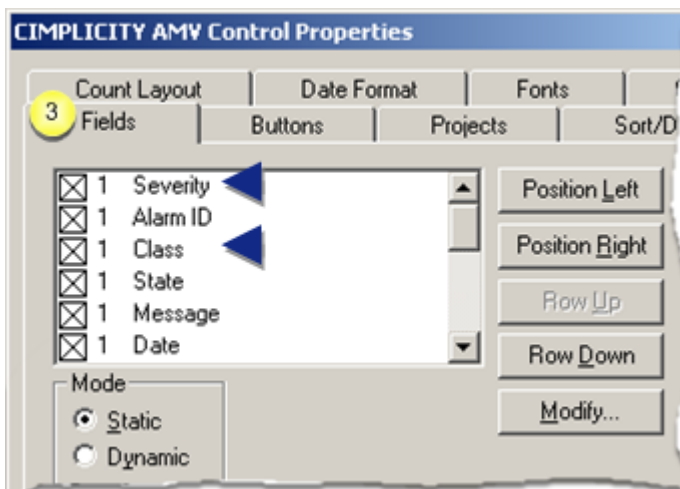 CIMPLICITY AMV Control Properties
Count Layout Date Format Fonts
3 Fields Buttons Projects Sort/D
1 Severity
1 Alarm ID
1 Class
1 State
1 Message
1 Date
Position Left
Position Right
Row Up
Row Down
Modify...
Mode
Static
Dynamic